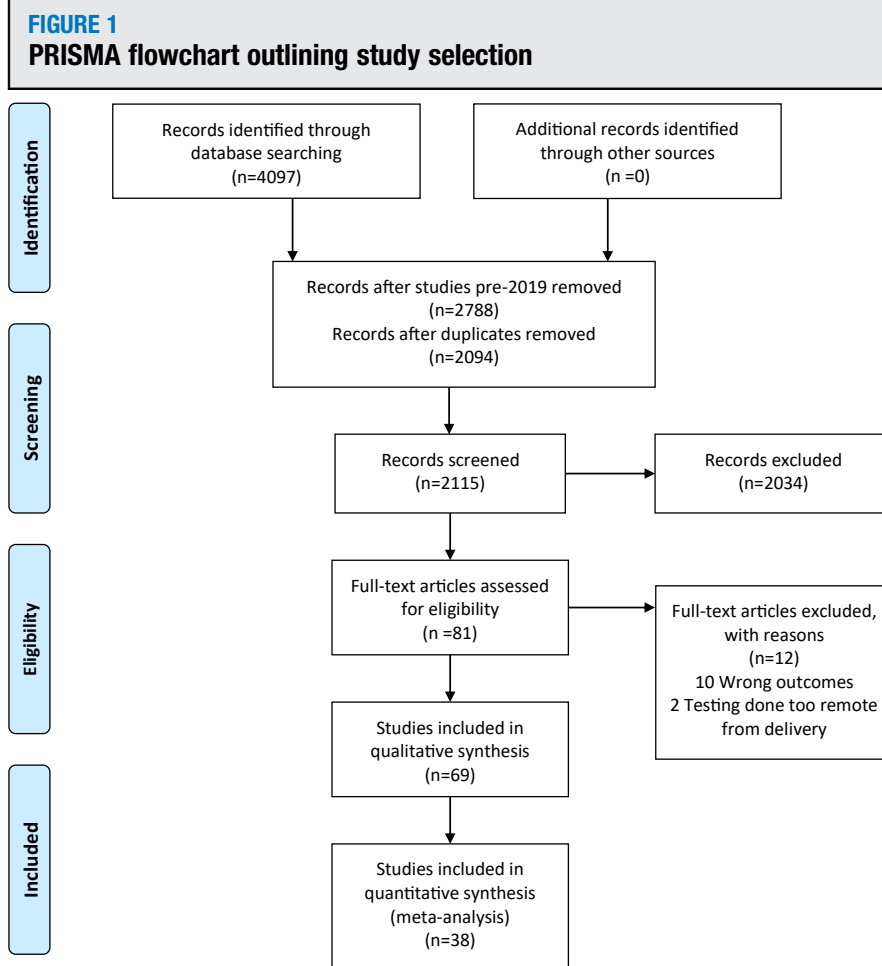 FIGURE 1
PRISMA flowchart outlining study selection
Identification
Records identified through
database searching
(n=4097)
Additional records identified
through other sources
(n =0)
Records after studies pre-2019 removed
(n=2788)
Records after duplicates removed
(n=2094)
Screening
Records screened
(n=2115)
Records excluded
(n=2034)
Eligibility
Full-text articles assessed
for eligibility
(n =81)
Full-text articles excluded,
with reasons
(n=12)
10 Wrong outcomes
2 Testing done too remote
from delivery
Studies included in
qualitative synthesis
(n=69)
Included
Studies included in
quantitative synthesis
(meta-analysis)
(n=38)